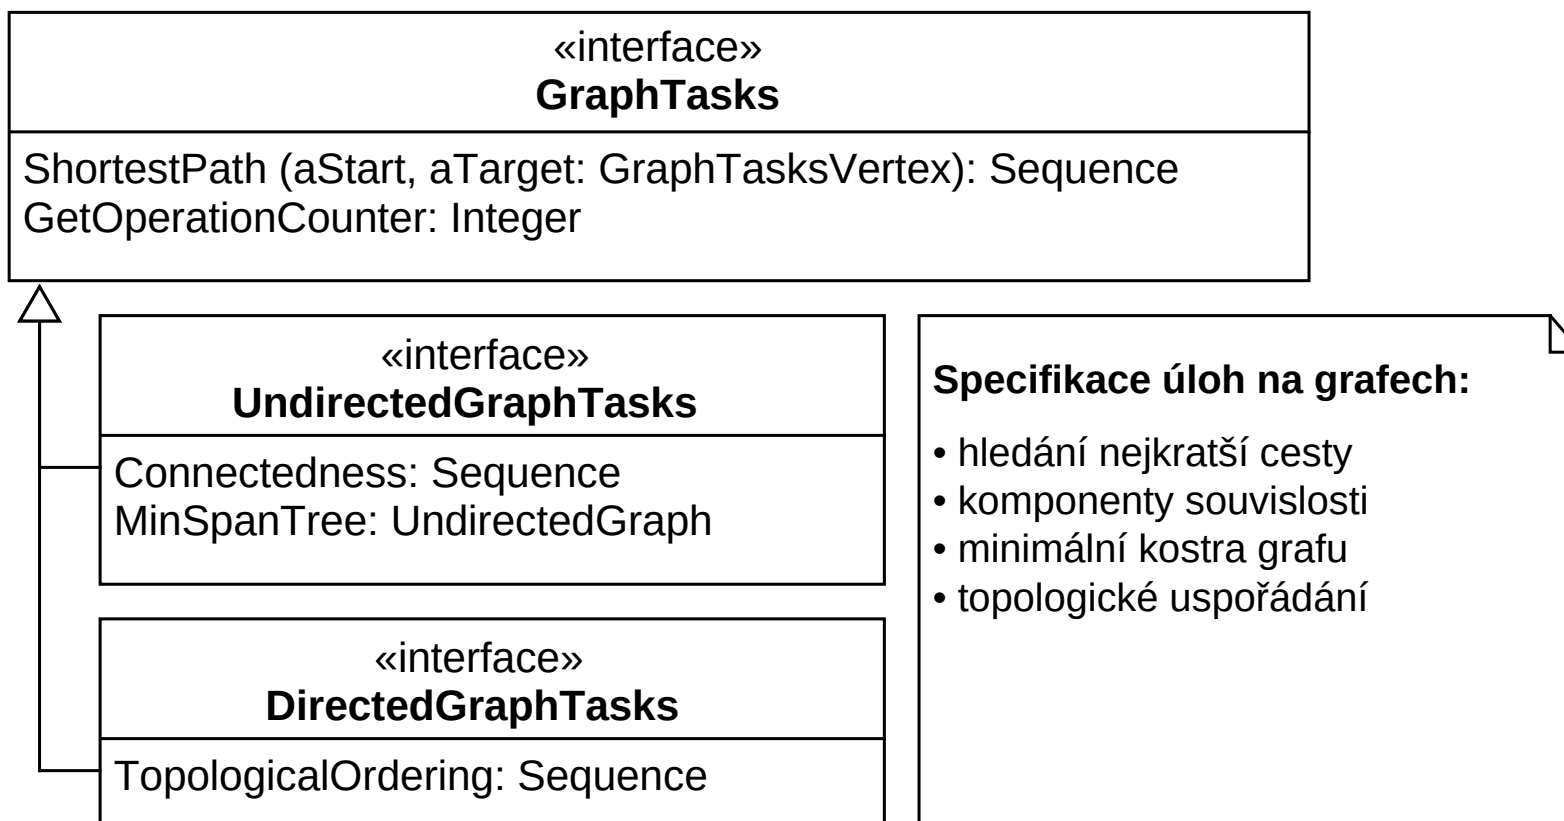 «interface»
GraphTasks
ShortestPath (aStart, aTarget: GraphTasksVertex): Sequence
GetOperationCounter: Integer
«interface»
UndirectedGraphTasks
Connectedness: Sequence
MinSpanTree: UndirectedGraph
«interface»
DirectedGraphTasks
TopologicalOrdering: Sequence
Specifikace úloh na grafech:
• hledání nejkratší cesty
• komponenty souvislosti
• minimální kostra grafu
• topologické uspořádání